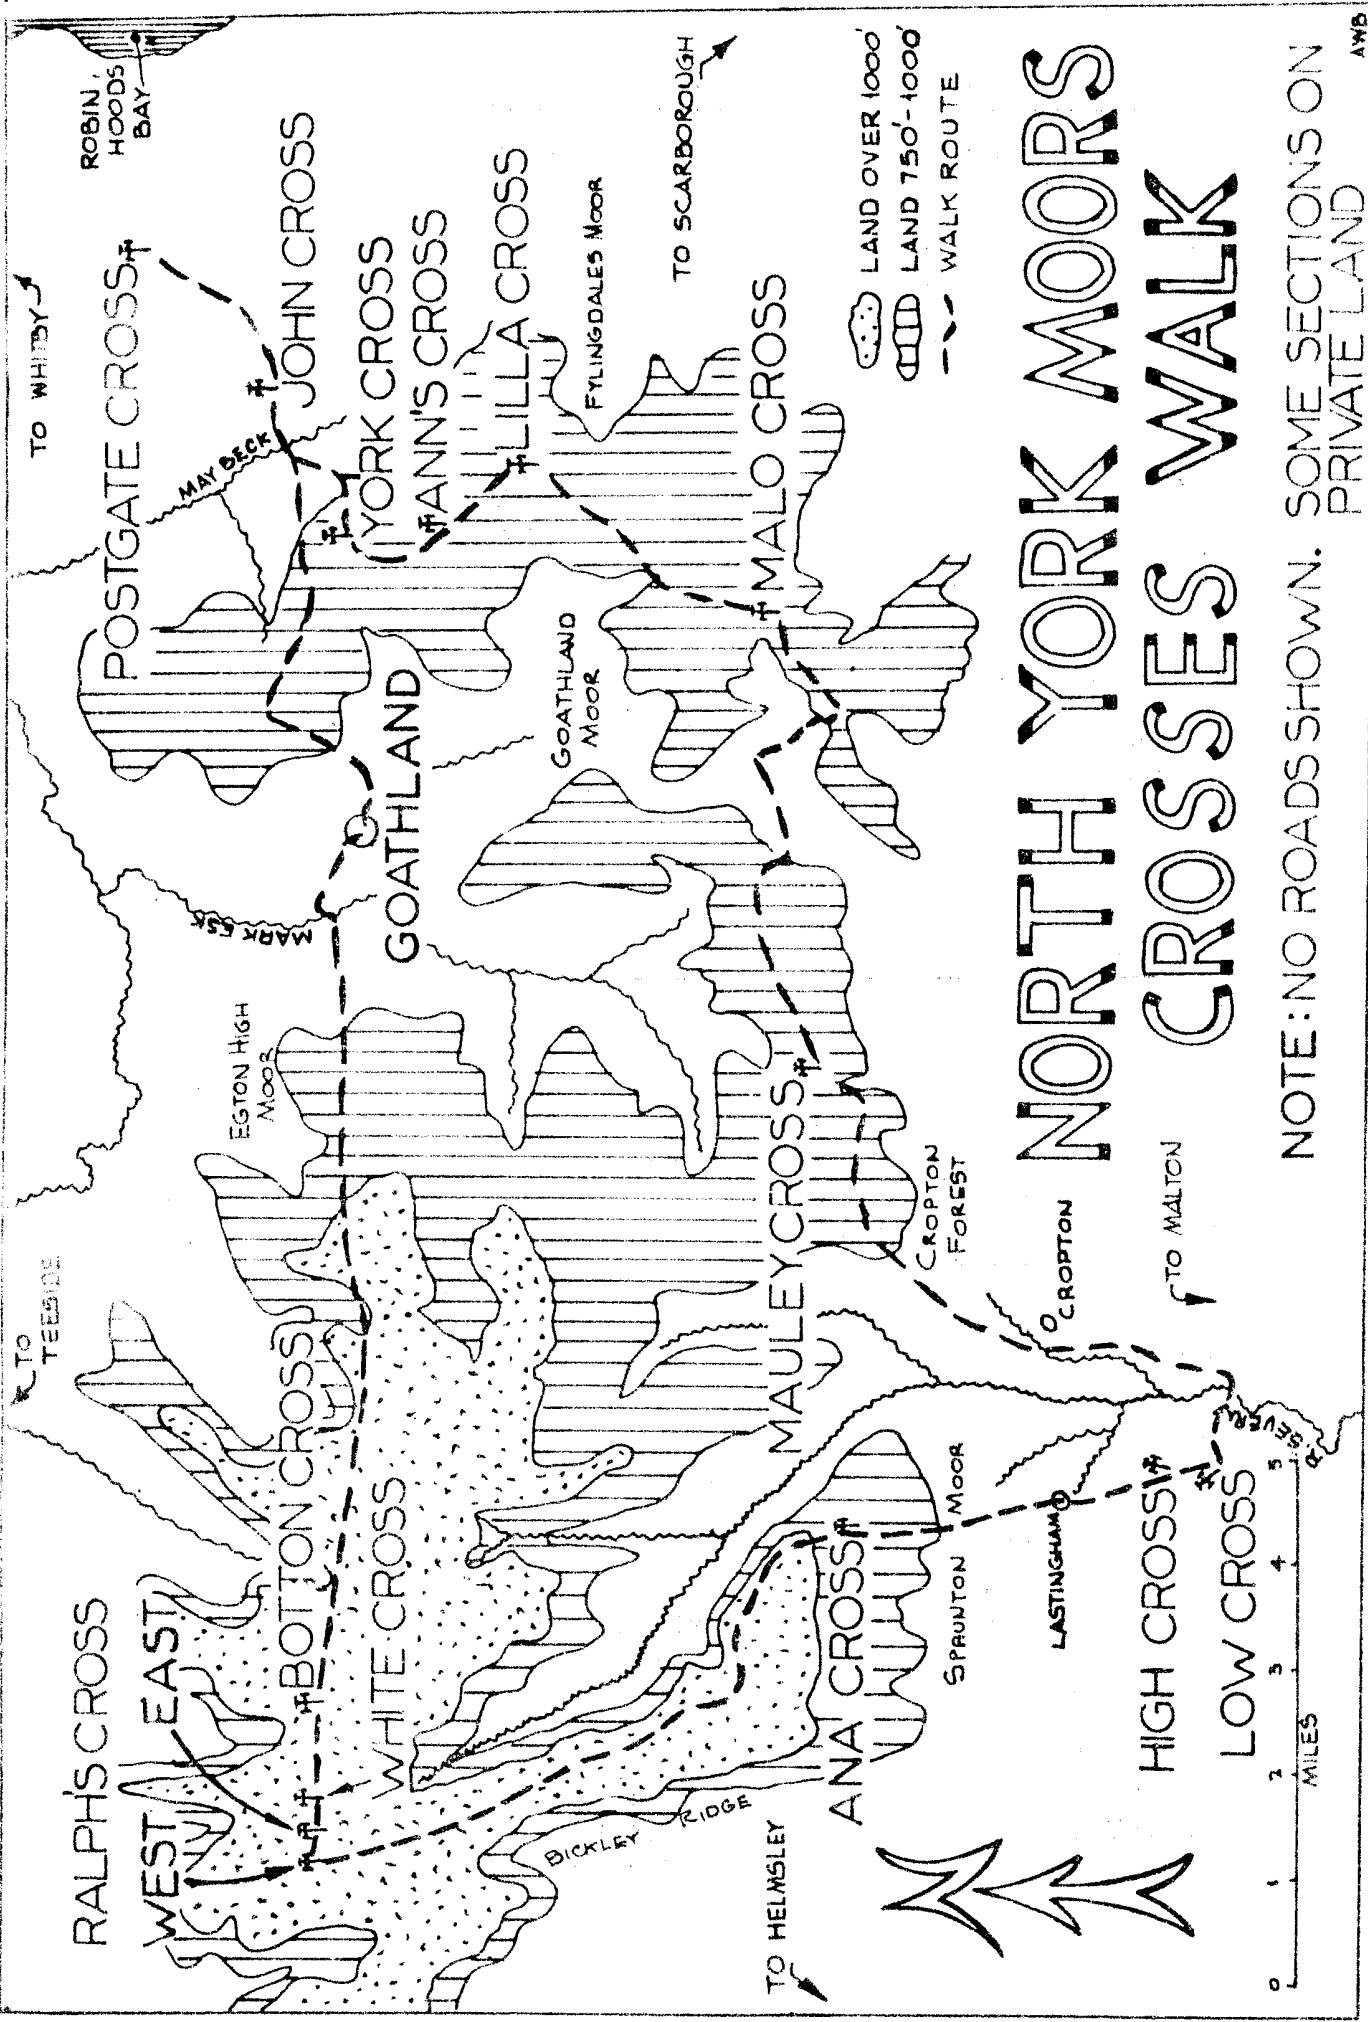 TO TEESIDE
TO WHITBY
ROBIN HOODS BAY
RALPH'S CROSS
WEST
EAST
POSTGATE CROSS
MAY BECK
JOHN CROSS
EGTON HIGH
MOOR
MARK ESK
BOTTON CROSS
WHITE CROSS
GOATHLAND
YORK CROSS
ANN'S CROSS
LILLA CROSS
GOATHLAND
MOOR
FYLINGDALES MOOR
BICKLEY RIDGE
TO SCARBOROUGH
TO HELMSLEY
ANA CROSS
MAULEY CROSS
MALO CROSS
SPAUNTON MOOR
CROPTON
FOREST
LAND OVER 1000'
LAND 750'-1000'
WALK ROUTE
LASTINGHAM
CROPTON
HIGH CROSS
LOW CROSS
TO MALTON
R. SEVERN
NORTH YORK MOORS
CROSSES WALK
0 1 2 3 4 5
MILES
NOTE: NO ROADS SHOWN. SOME SECTIONS ON
PRIVATE LAND
AWB